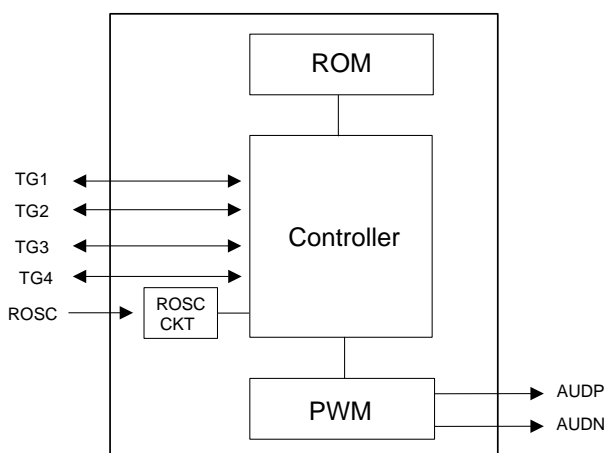 ROM
TG1
TG2
TG3
TG4
Controller
ROSC
ROSC
CKT
PWM
AUDP
AUDN